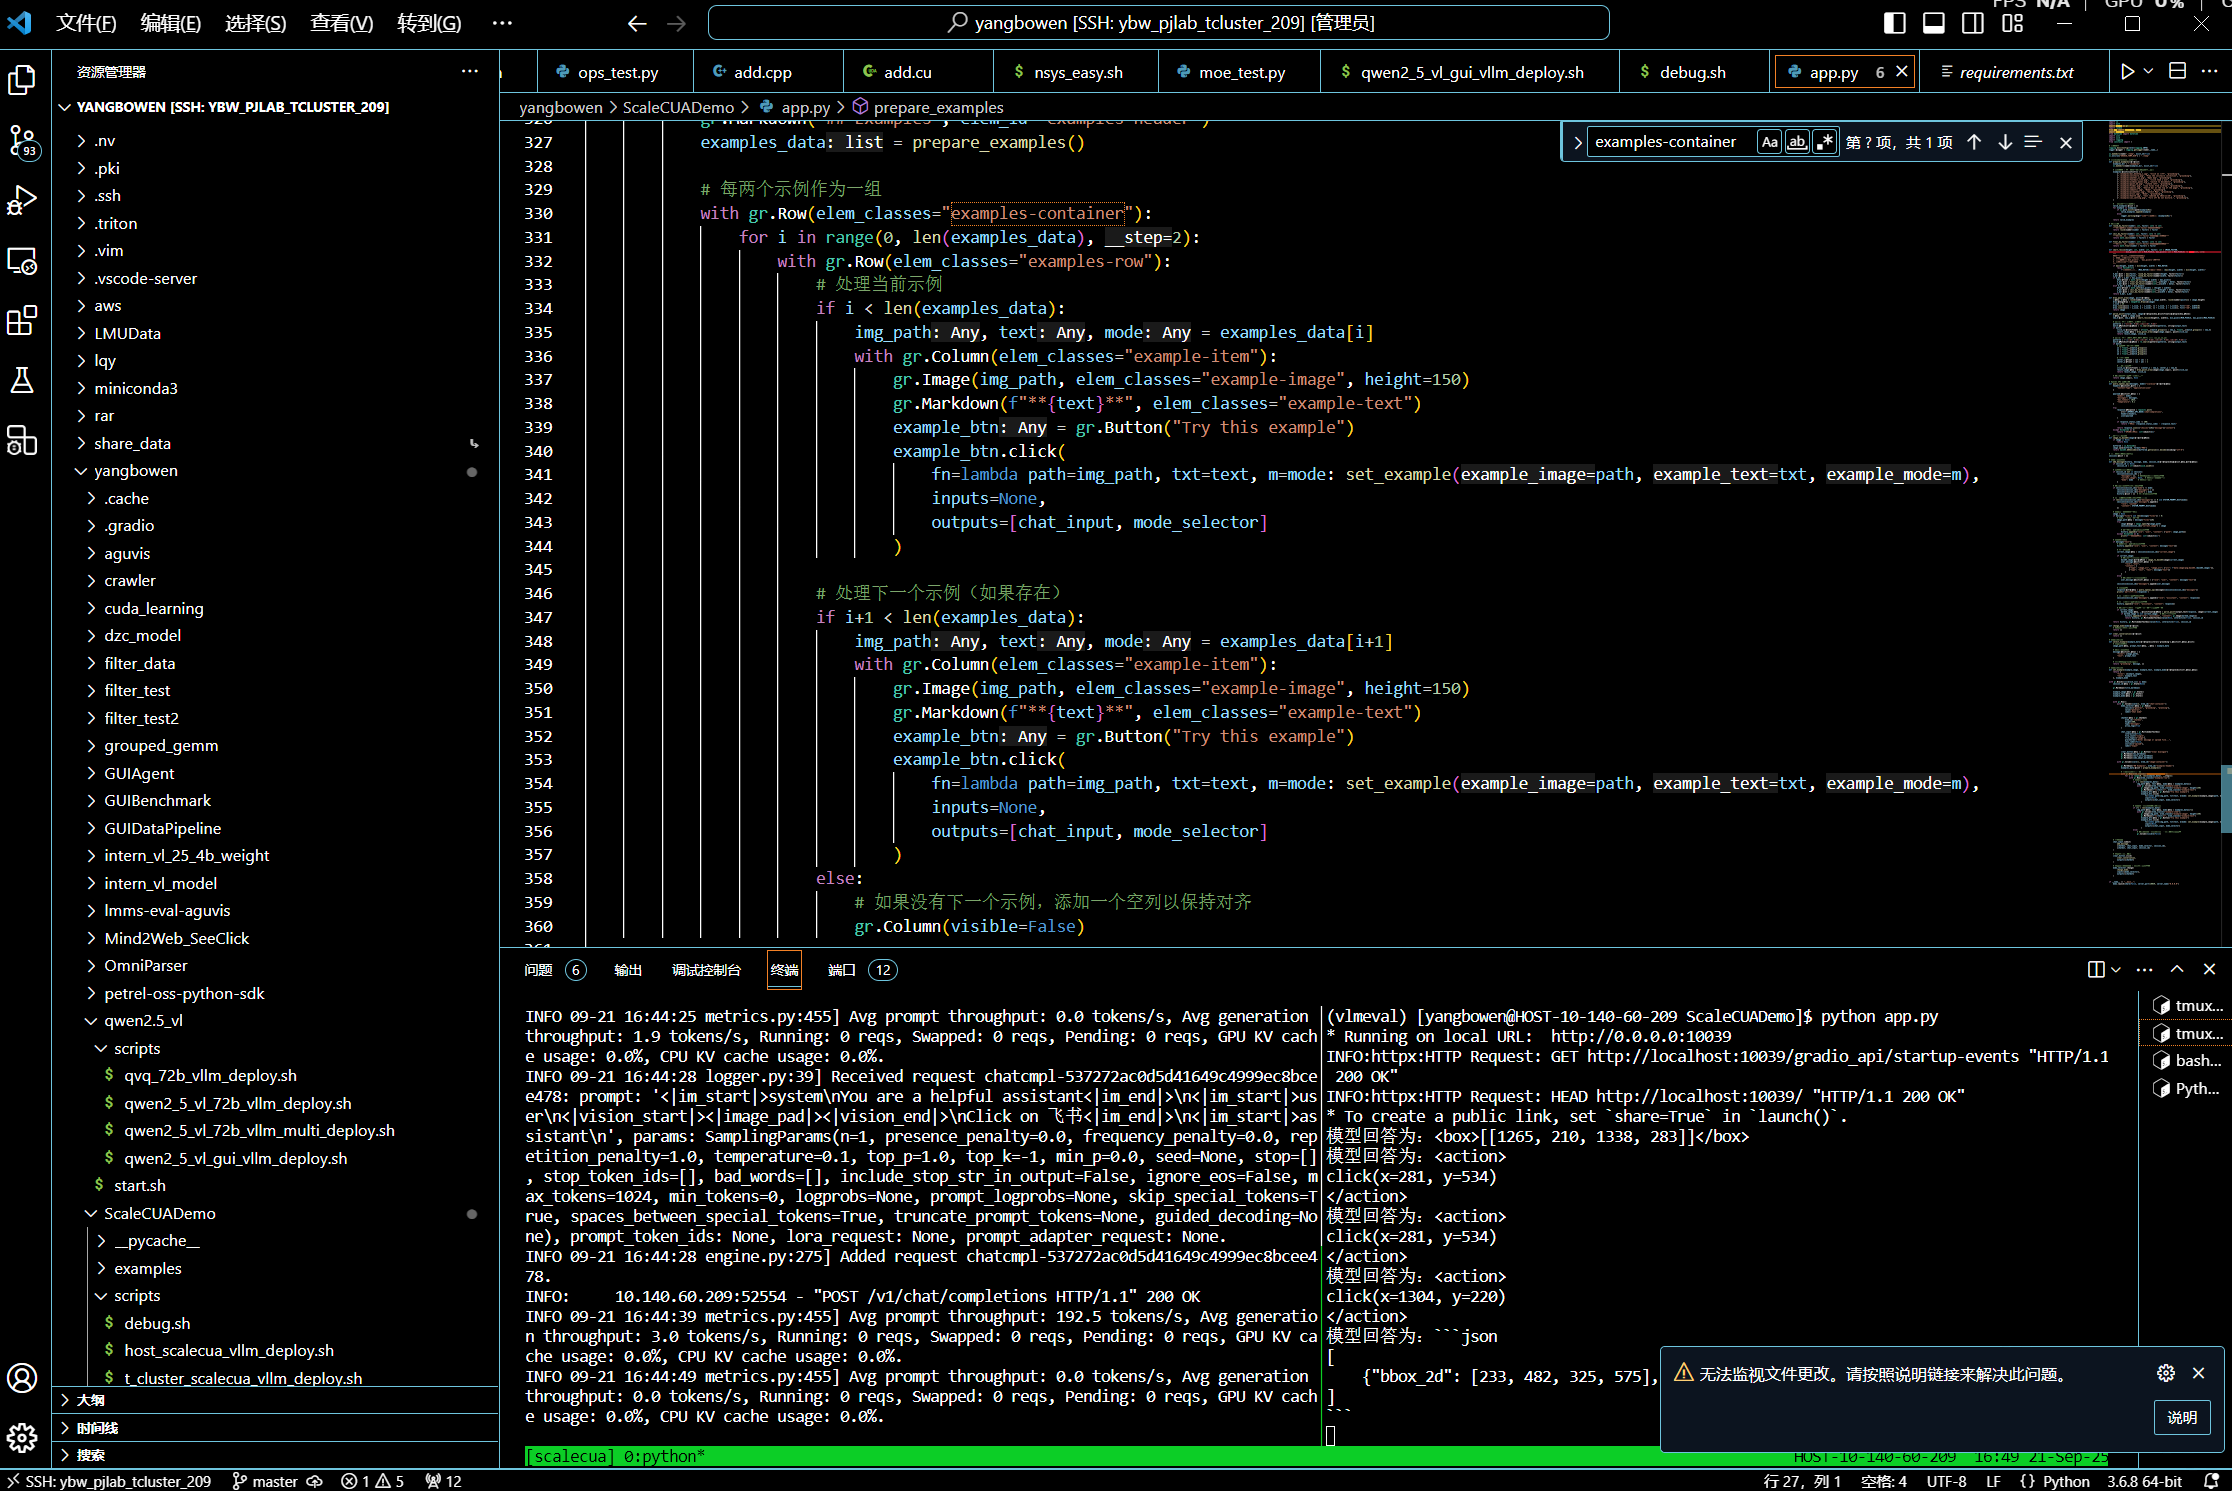 文件(F) 编辑(E) 选择(S) 查看(V) 转到(G) ···
yangbowen [SSH: ybw_pjlab_tcluster_209] [管理员]
资源管理器
YANGBOWEN [SSH: YBW_PJLAB_TCLUSTER_209]
93
.nv
.pki
.ssh
.triton
.vim
.vscode-server
aws
LMUData
lqy
miniconda3
rar
share_data
yangbowen
.cache
.gradio
aguvis
crawler
cuda_learning
dzc_model
filter_data
filter_test
filter_test2
grouped_gemm
GUIAgent
GUIBenchmark
GUIDataPipeline
intern_vl_25_4b_weight
intern_vl_model
lmms-eval-aguvis
Mind2Web_SeeClick
OmniParser
petrel-oss-python-sdk
qwen2.5_vl
scripts
$ qvq_72b_vllm_deploy.sh
$ qwen2_5_vl_72b_vllm_deploy.sh
$ qwen2_5_vl_72b_vllm_multi_deploy.sh
$ qwen2_5_vl_gui_vllm_deploy.sh
$ start.sh
ScaleCUADemo
__pycache__
examples
scripts
$ debug.sh
$ host_scalecua_vllm_deploy.sh
$ t_cluster_scalecua_vllm_deploy.sh
大纲
时间线
搜索
ops_test.py add.cpp add.cu $ nsys_easy.sh moe_test.py $ qwen2_5_vl_gui_vllm_deploy.sh $ debug.sh app.py 6 requirements.txt
yangbowen > ScaleCUADemo > app.py > prepare_examples
examples-container Aa ab .* 第 ? 项，共 1 项
327 examples_data: list = prepare_examples()
328
329 # 每两个示例作为一组
330 with gr.Row(elem_classes="examples-container"):
331 for i in range(0, len(examples_data), __step=2):
332 with gr.Row(elem_classes="examples-row"):
333 # 处理当前示例
334 if i < len(examples_data):
335 img_path: Any, text: Any, mode: Any = examples_data[i]
336 with gr.Column(elem_classes="example-item"):
337 gr.Image(img_path, elem_classes="example-image", height=150)
338 gr.Markdown(f"**{text}**", elem_classes="example-text")
339 example_btn: Any = gr.Button("Try this example")
340 example_btn.click(
341 fn=lambda path=img_path, txt=text, m=mode: set_example(example_image=path, example_text=txt, example_mode=m),
342 inputs=None,
343 outputs=[chat_input, mode_selector]
344 )
345
346 # 处理下一个示例（如果存在）
347 if i+1 < len(examples_data):
348 img_path: Any, text: Any, mode: Any = examples_data[i+1]
349 with gr.Column(elem_classes="example-item"):
350 gr.Image(img_path, elem_classes="example-image", height=150)
351 gr.Markdown(f"**{text}**", elem_classes="example-text")
352 example_btn: Any = gr.Button("Try this example")
353 example_btn.click(
354 fn=lambda path=img_path, txt=text, m=mode: set_example(example_image=path, example_text=txt, example_mode=m),
355 inputs=None,
356 outputs=[chat_input, mode_selector]
357 )
358 else:
359 # 如果没有下一个示例，添加一个空列以保持对齐
360 gr.Column(visible=False)
问题 6 输出 调试控制台 终端 端口 12
INFO 09-21 16:44:25 metrics.py:455] Avg prompt throughput: 0.0 tokens/s, Avg generation
throughput: 1.9 tokens/s, Running: 0 reqs, Swapped: 0 reqs, Pending: 0 reqs, GPU KV cach
e usage: 0.0%, CPU KV cache usage: 0.0%.
INFO 09-21 16:44:28 logger.py:39] Received request chatcmpl-537272ac0d5d41649c4999ec8bce
e478: prompt: '<|im_start|>system\nYou are a helpful assistant<|im_end|>\n<|im_start|>us
er\n<|vision_start|><|image_pad|><|vision_end|>\nClick on 飞书<|im_end|>\n<|im_start|>as
sistant\n', params: SamplingParams(n=1, presence_penalty=0.0, frequency_penalty=0.0, rep
etition_penalty=1.0, temperature=0.1, top_p=1.0, top_k=-1, min_p=0.0, seed=None, stop=[]
, stop_token_ids=[], bad_words=[], include_stop_str_in_output=False, ignore_eos=False, m
ax_tokens=1024, min_tokens=0, logprobs=None, prompt_logprobs=None, skip_special_tokens=T
rue, spaces_between_special_tokens=True, truncate_prompt_tokens=None, guided_decoding=No
ne), prompt_token_ids: None, lora_request: None, prompt_adapter_request: None.
INFO 09-21 16:44:28 engine.py:275] Added request chatcmpl-537272ac0d5d41649c4999ec8bcee4
78.
INFO: 10.140.60.209:52554 - "POST /v1/chat/completions HTTP/1.1" 200 OK
INFO 09-21 16:44:39 metrics.py:455] Avg prompt throughput: 192.5 tokens/s, Avg generatio
n throughput: 3.0 tokens/s, Running: 0 reqs, Swapped: 0 reqs, Pending: 0 reqs, GPU KV ca
che usage: 0.0%, CPU KV cache usage: 0.0%.
INFO 09-21 16:44:49 metrics.py:455] Avg prompt throughput: 0.0 tokens/s, Avg generation
throughput: 0.0 tokens/s, Running: 0 reqs, Swapped: 0 reqs, Pending: 0 reqs, GPU KV cach
e usage: 0.0%, CPU KV cache usage: 0.0%.
(vlmeval) [yangbowen@HOST-10-140-60-209 ScaleCUADemo]$ python app.py
* Running on local URL: http://0.0.0.0:10039
INFO:httpx:HTTP Request: GET http://localhost:10039/gradio_api/startup-events "HTTP/1.1
200 OK"
INFO:httpx:HTTP Request: HEAD http://localhost:10039/ "HTTP/1.1 200 OK"
* To create a public link, set `share=True` in `launch()`.
模型回答为: <box>[[1265, 210, 1338, 283]]</box>
模型回答为: <action>
click(x=281, y=534)
</action>
模型回答为: <action>
click(x=281, y=534)
</action>
模型回答为: <action>
click(x=1304, y=220)
</action>
模型回答为: ```json
[
{"bbox_2d": [233, 482, 325, 575],
]
```
[scalecua] 0:python*
HOST-10-140-60-209 16:49 21-Sep-25
tmux...
tmux...
bash...
Pyth...
无法监视文件更改。请按照说明链接来解决此问题。
说明
SSH: ybw_pjlab_tcluster_209 master 1 5 12
行 27，列 1 空格: 4 UTF-8 LF {} Python 3.6.8 64-bit